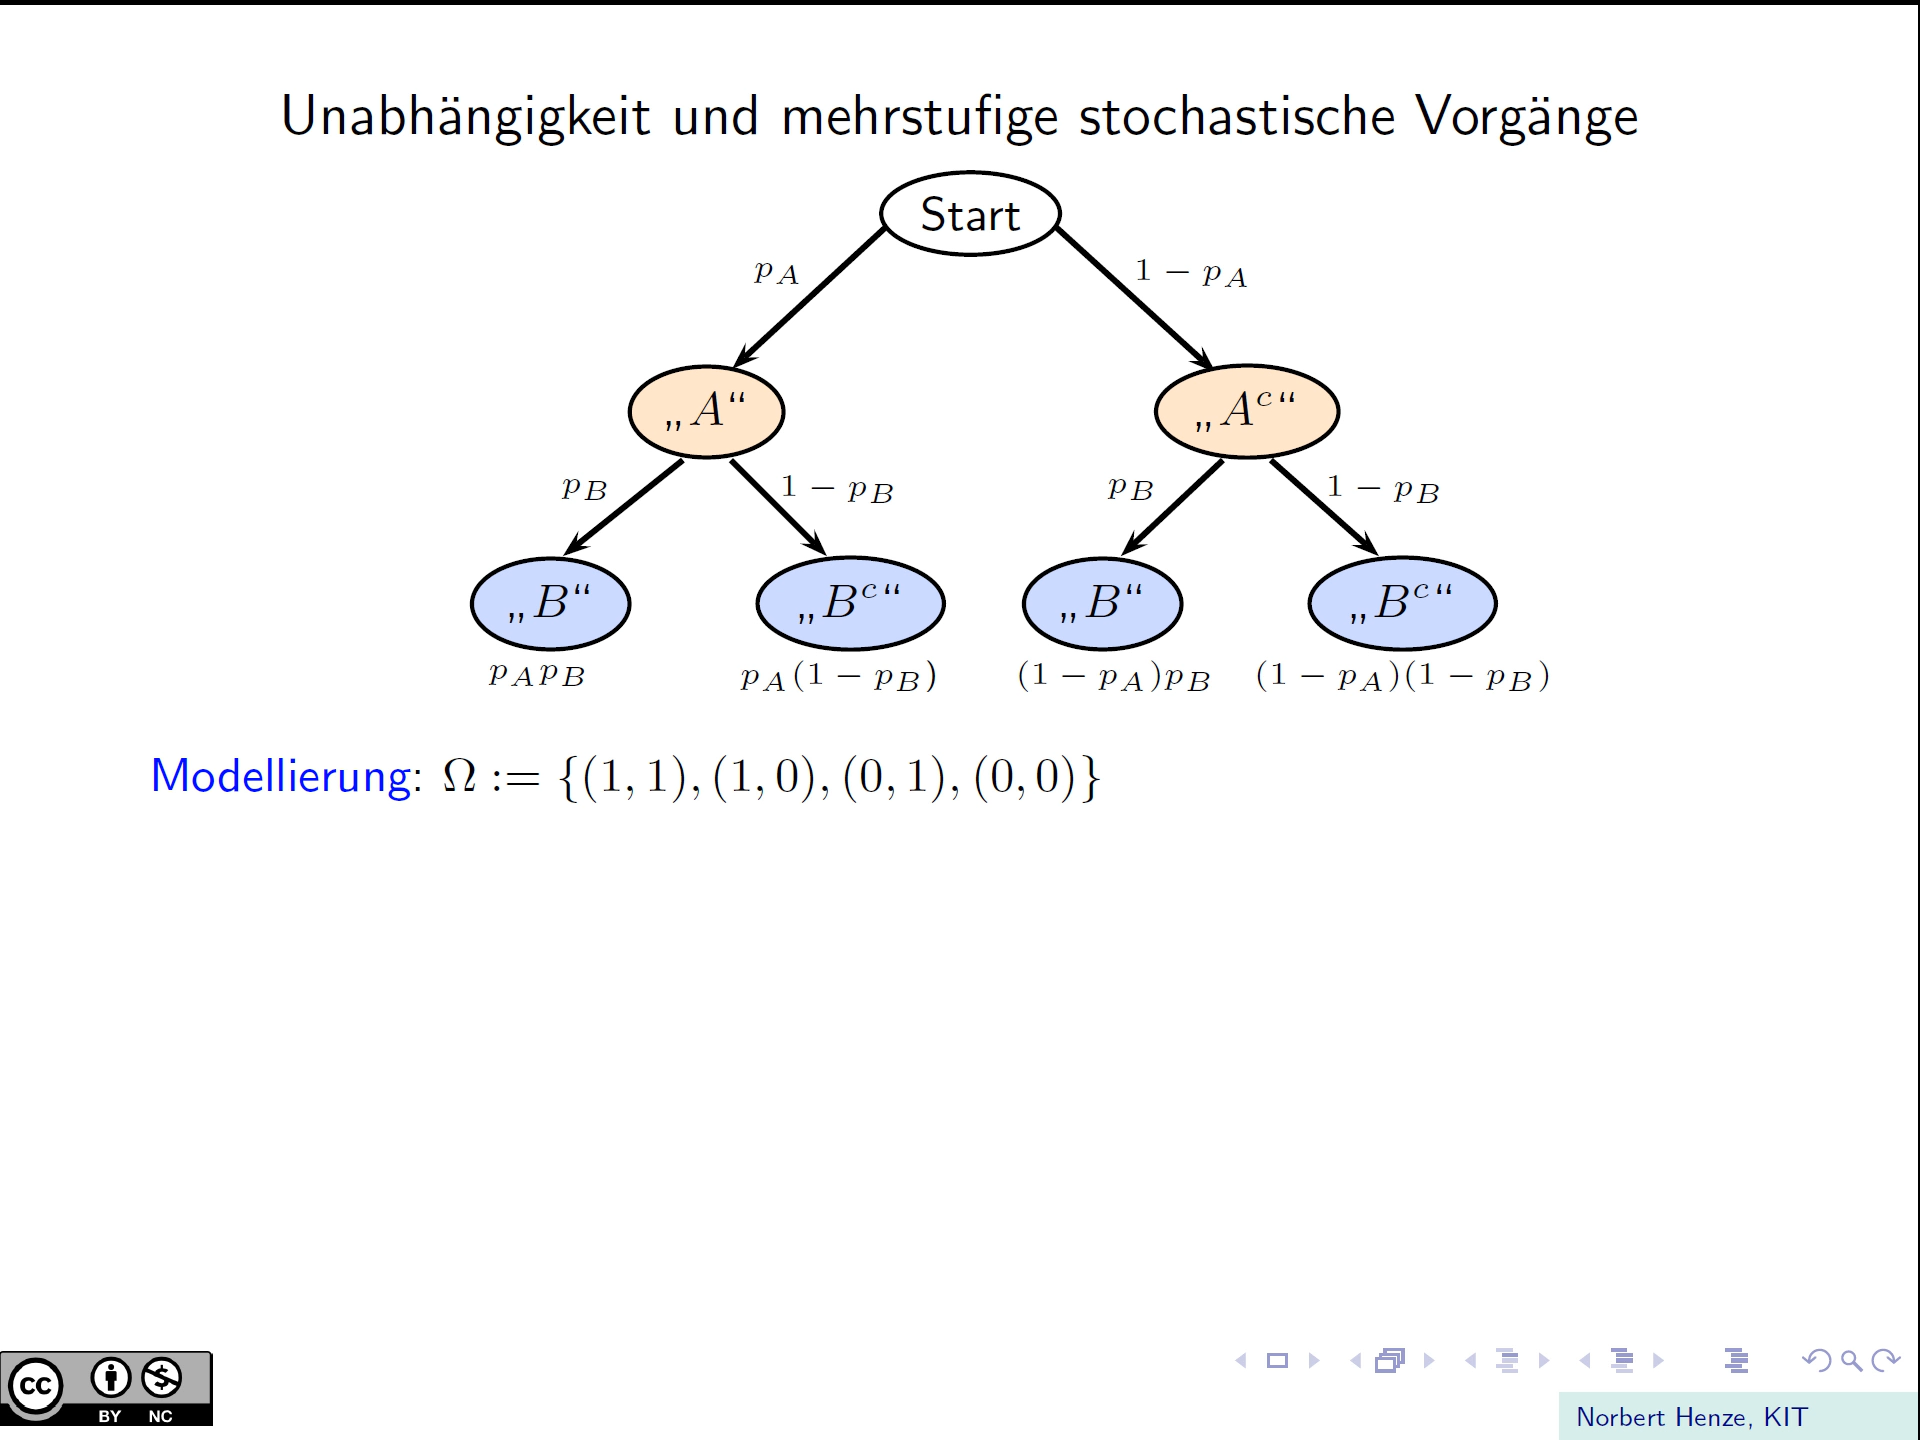 Unabhängigkeit und mehrstufige stochastische Vorgänge
Start
p_A 1 − p_A
„A“ „A^c“
p_B 1 − p_B p_B 1 − p_B
„B“ „B^c“ „B“ „B^c“
p_A p_B p_A(1 − p_B) (1 − p_A)p_B (1 − p_A)(1 − p_B)
Modellierung: Ω := {(1, 1), (1, 0), (0, 1), (0, 0)}
cc
BY NC
Norbert Henze, KIT